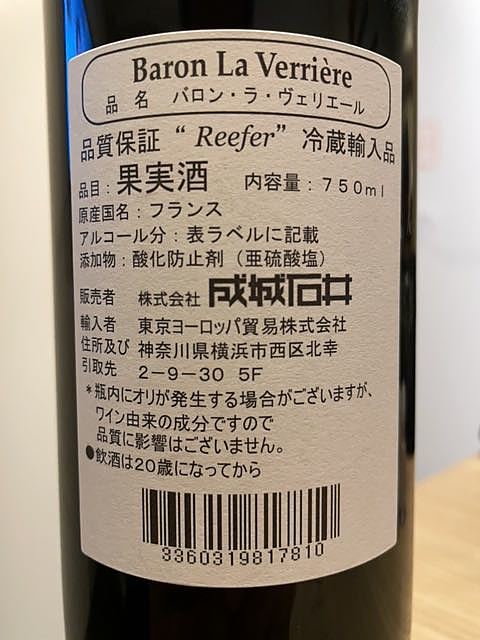 Baron La Verrière
品 名 バロン・ラ・ヴェリエール
品質保証 “ Reefer” 冷蔵輸入品
品目：果実酒 内容量：７５０ｍｌ
原産国名：フランス
アルコール分：表ラベルに記載
添加物：酸化防止剤（亜硫酸塩）
販売者 株式会社 成城石井
輸入者 東京ヨーロッパ貿易株式会社
住所及び 神奈川県横浜市西区北幸
引取先 ２－９－３０ ５Ｆ
＊瓶内にオリが発生する場合がございますが、
ワイン由来の成分ですので
品質に影響はございません。
●飲酒は２０歳になってから
3360319817810